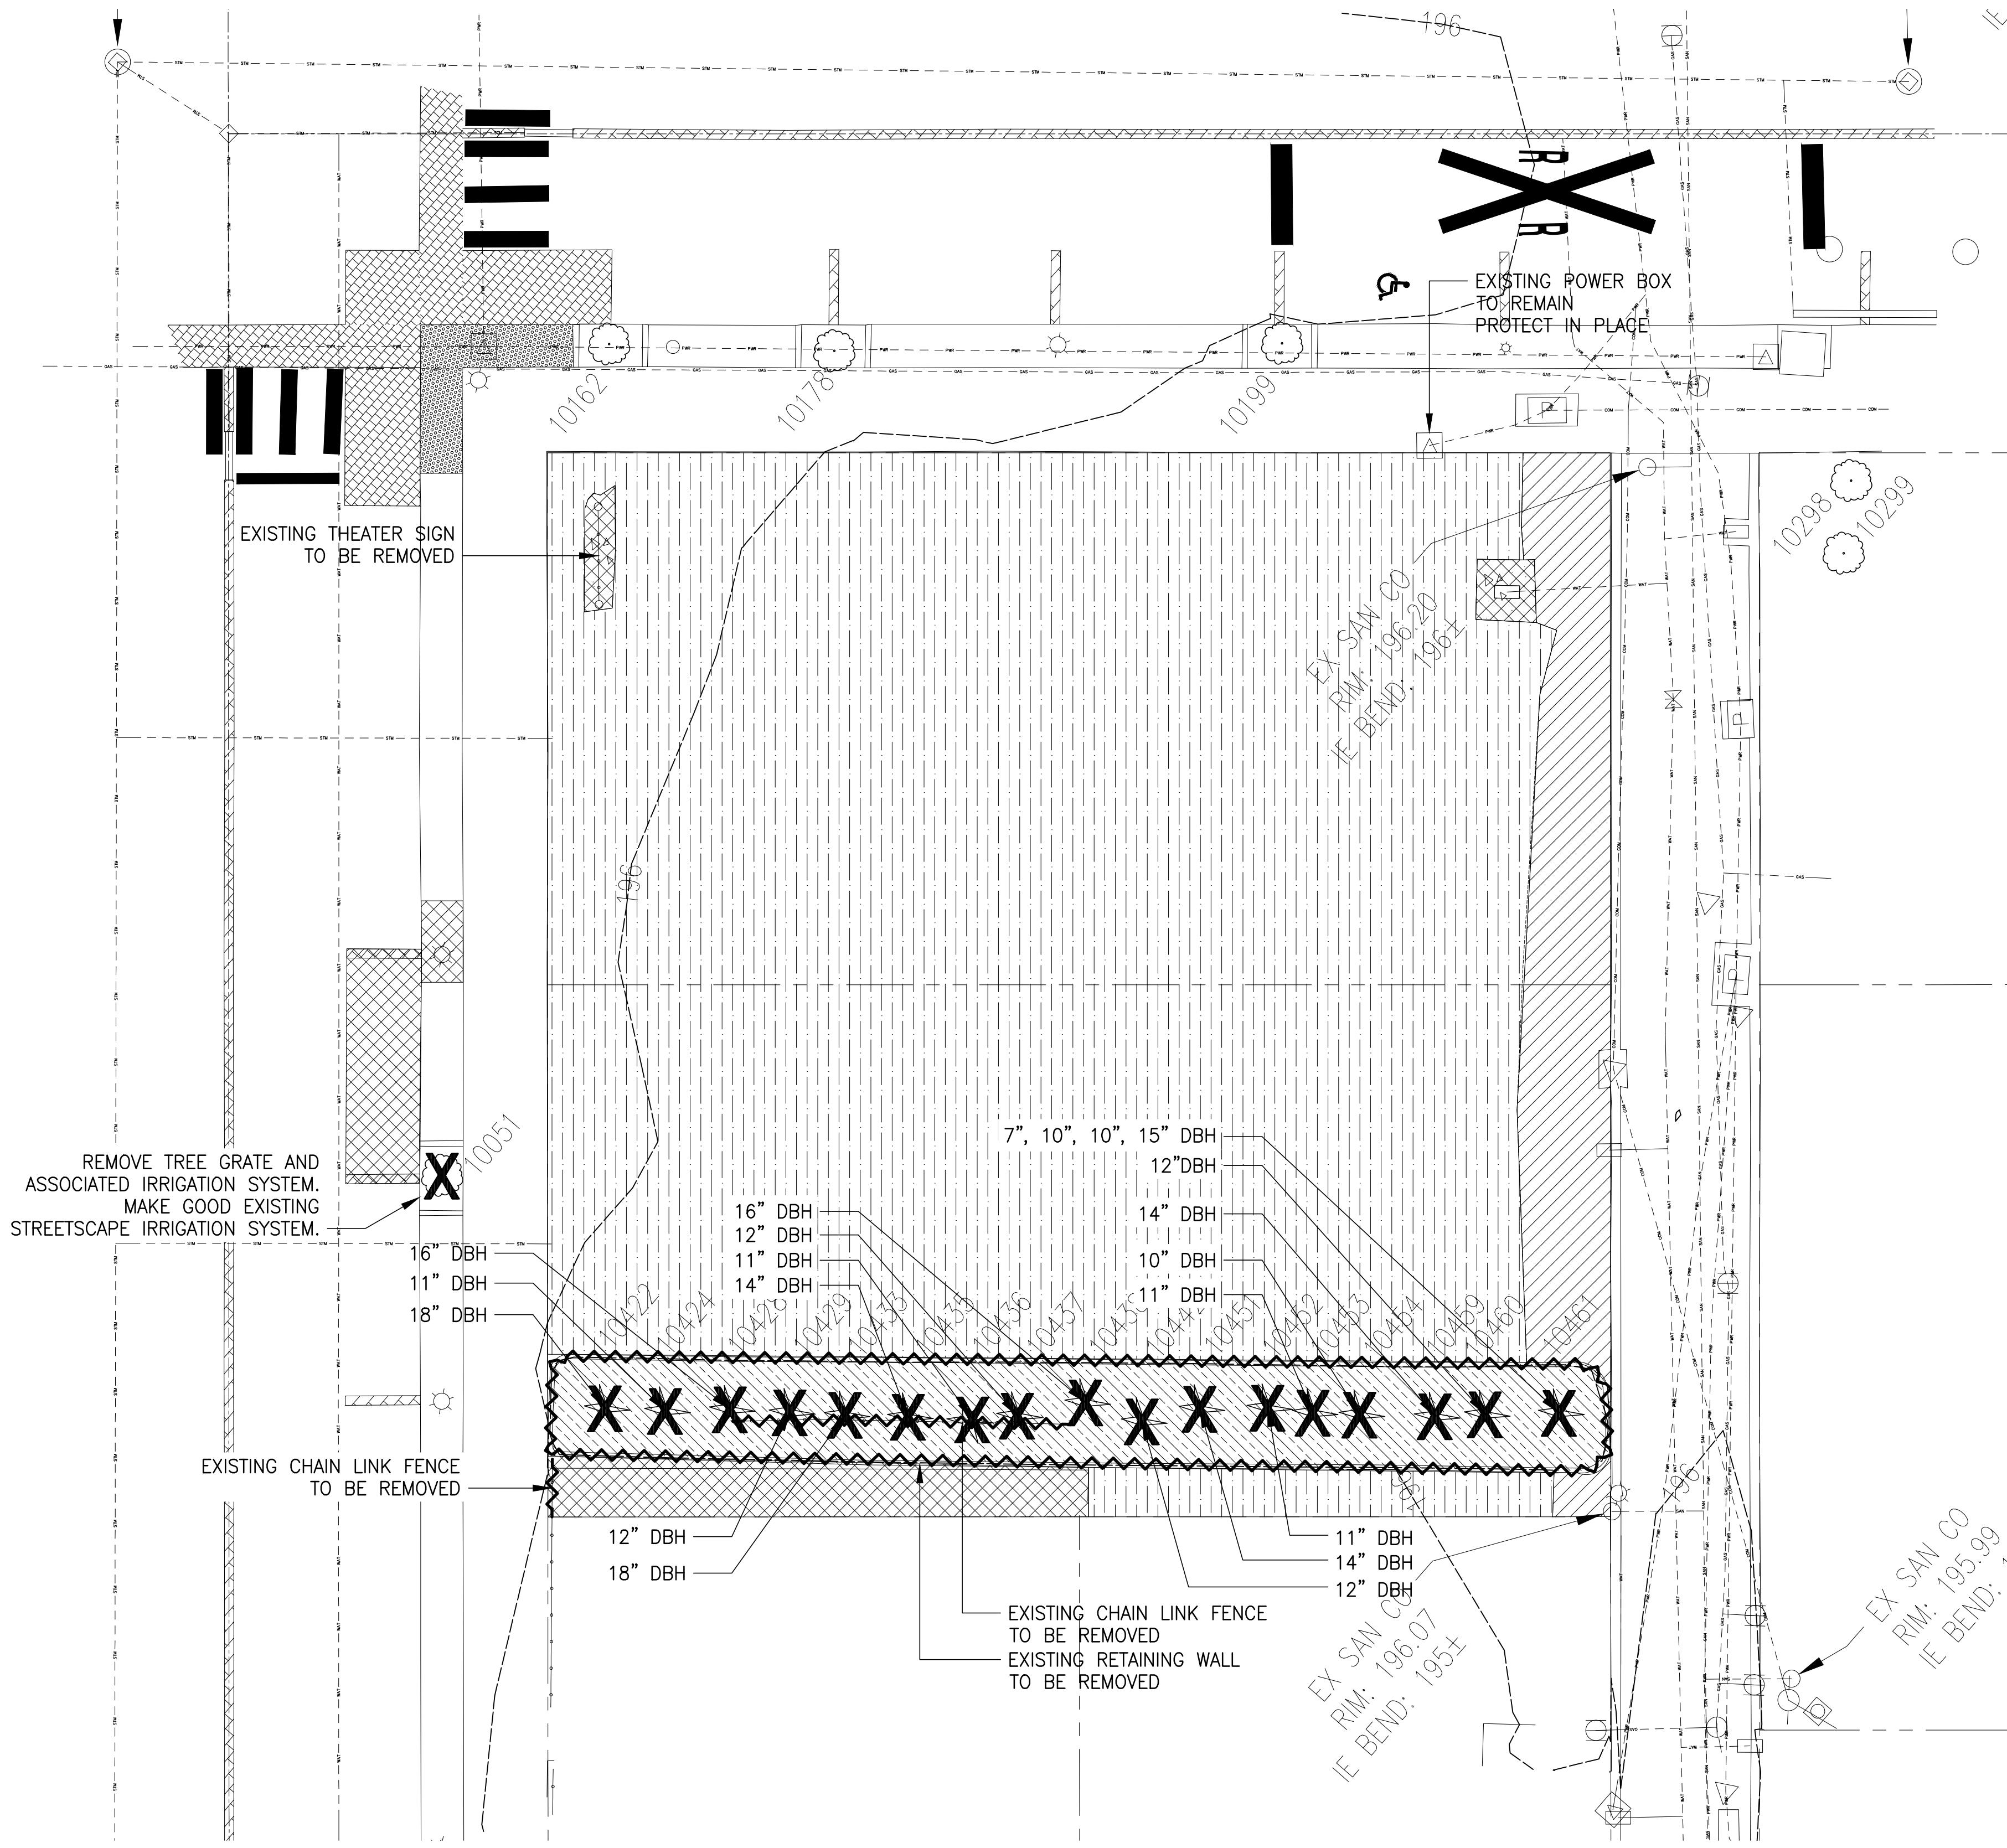 196
EXISTING POWER BOX
TO REMAIN
PROTECT IN PLACE
10162
10178
10199
10298
10299
EXISTING THEATER SIGN
TO BE REMOVED
EX SAN CO
RIM: 196.20
IE BEND: 196±
196
10051
REMOVE TREE GRATE AND
ASSOCIATED IRRIGATION SYSTEM.
MAKE GOOD EXISTING
STREETSCAPE IRRIGATION SYSTEM.
7", 10", 10", 15" DBH
12"DBH
14" DBH
10" DBH
11" DBH
16" DBH
12" DBH
11" DBH
14" DBH
16" DBH
11" DBH
18" DBH
10422
10424
10428
10429
10433
10435
10436
10437
10451
10452
10453
10454
10459
10460
10461
EXISTING CHAIN LINK FENCE
TO BE REMOVED
12" DBH
18" DBH
11" DBH
14" DBH
12" DBH
EXISTING CHAIN LINK FENCE
TO BE REMOVED
EXISTING RETAINING WALL
TO BE REMOVED
196
EX SAN CO
RIM: 196.07
IE BEND: 195±
EX SAN CO
RIM: 195.99
IE BEND: